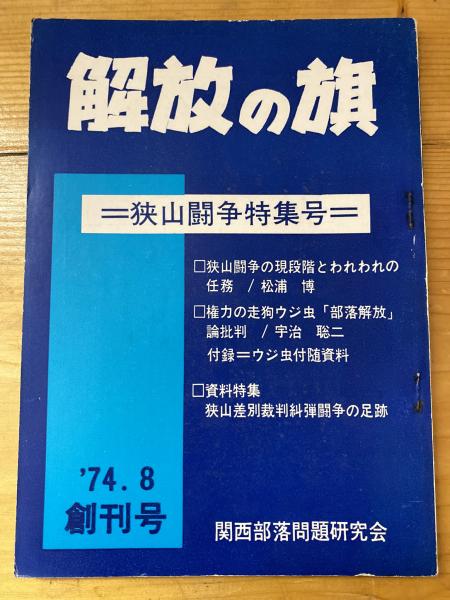 解放の旗
＝狭山闘争特集号＝
□狭山闘争の現段階とわれわれの
任務 / 松浦 博
□権力の走狗ウジ虫「部落解放」
論批判 / 宇治 聡二
付録＝ウジ虫付随資料
□資料特集
狭山差別裁判糾弾闘争の足跡
'74.8
創刊号
関西部落問題研究会